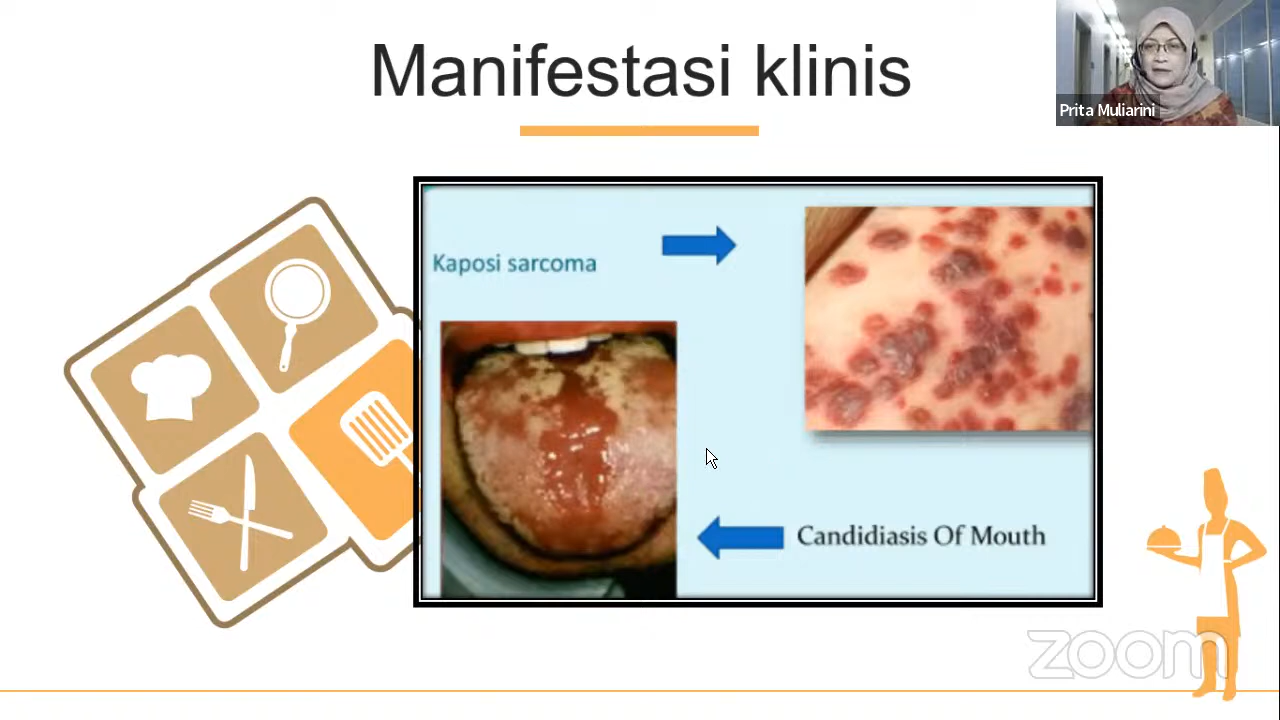 Manifestasi klinis
Prita Muliarini
Kaposi sarcoma
Candidiasis Of Mouth
zoom